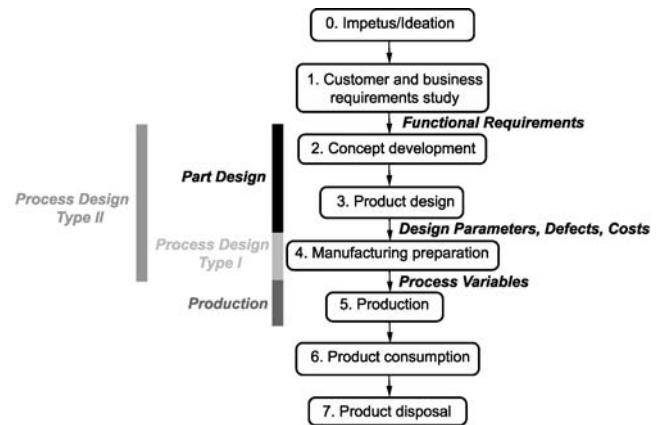 0. Impetus/Ideation
1. Customer and business
requirements study
Functional Requirements
2. Concept development
Part Design
Process Design
Type II
3. Product design
Design Parameters, Defects, Costs
Process Design
Type I
4. Manufacturing preparation
Process Variables
Production
5. Production
6. Product consumption
7. Product disposal